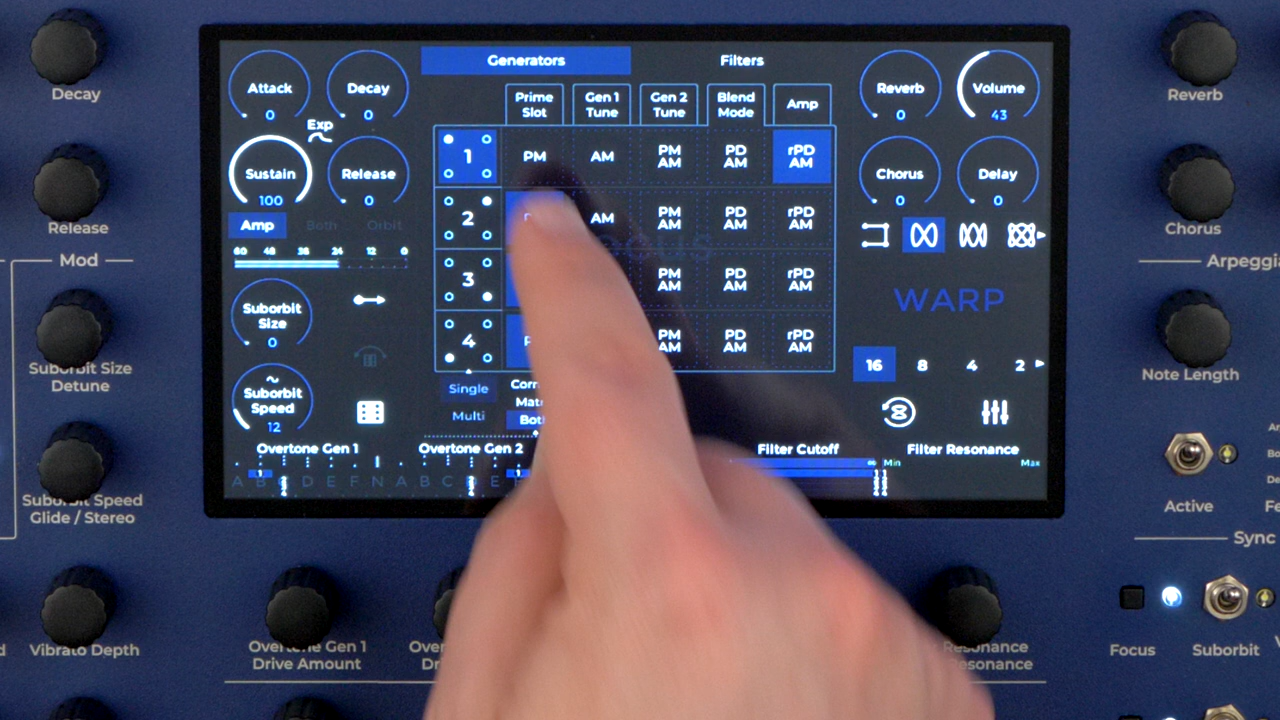 Decay
Release
Mod
Suborbit Size
Detune
Suborbit Speed
Glide / Stereo
Vibrato Depth
Attack
0
Decay
0
Exp
Sustain
100
Release
0
Amp
Both
Orbit
60 48 36 24 12 0
Suborbit
Size
0
Suborbit
Speed
12
Generators
Filters
Prime
Slot
Gen 1
Tune
Gen 2
Tune
Blend
Mode
Amp
1
PM
AM
PM
AM
PD
AM
rPD
AM
2
AM
PM
AM
PD
AM
rPD
AM
3
PM
AM
PD
AM
rPD
AM
4
PM
AM
PD
AM
rPD
AM
Single
Multi
Overtone Gen 1
Overtone Gen 2
1
1
Filter Cutoff
Filter Resonance
∞
Min
Max
Reverb
0
Volume
43
Chorus
0
Delay
0
WARP
16 8 4 2
Overtone Gen 1
Drive Amount
Reverb
Chorus
Note Length
Active
Sync
Focus
Suborbit